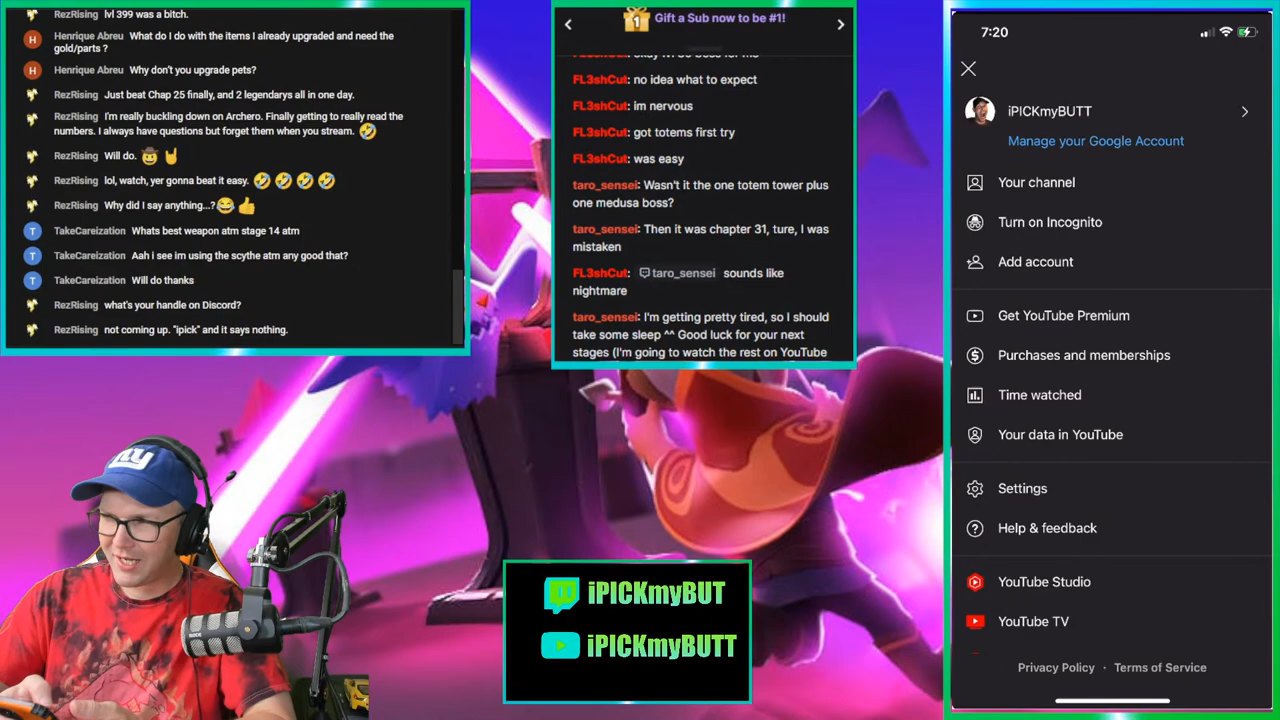 RezRising lvl 399 was a bitch.
Henrique Abreu What do I do with the items I already upgraded and need the
gold/parts ?
Henrique Abreu Why don't you upgrade pets?
RezRising Just beat Chap 25 finally, and 2 legendarys all in one day.
RezRising I'm really buckling down on Archero. Finally getting to really read the
numbers. I always have questions but forget them when you stream. 🤣
RezRising Will do. 🤠 🤘
RezRising lol, watch, yer gonna beat it easy. 🤣 🤣 🤣 🤣
RezRising Why did I say anything...? 😂 👍
TakeCareization Whats best weapon atm stage 14 atm
TakeCareization Aah i see im using the scythe atm any good that?
TakeCareization Will do thanks
RezRising what's your handle on Discord?
RezRising not coming up. "ipick" and it says nothing.
1 Gift a Sub now to be #1!
FL3shCut: no idea what to expect
FL3shCut: im nervous
FL3shCut: got totems first try
FL3shCut: was easy
taro_sensei: Wasn't it the one totem tower plus
one medusa boss?
taro_sensei: Then it was chapter 31, ture, I was
mistaken
FL3shCut: taro_sensei sounds like
nightmare
taro_sensei: I'm getting pretty tired, so I should
take some sleep ^^ Good luck for your next
stages (I'm going to watch the rest on YouTube
7:20
iPICKmyBUTT
Manage your Google Account
Your channel
Turn on Incognito
Add account
Get YouTube Premium
Purchases and memberships
Time watched
Your data in YouTube
Settings
Help & feedback
YouTube Studio
YouTube TV
Privacy Policy · Terms of Service
iPICKmyBUT
iPICKmyBUTT
ny
RODE